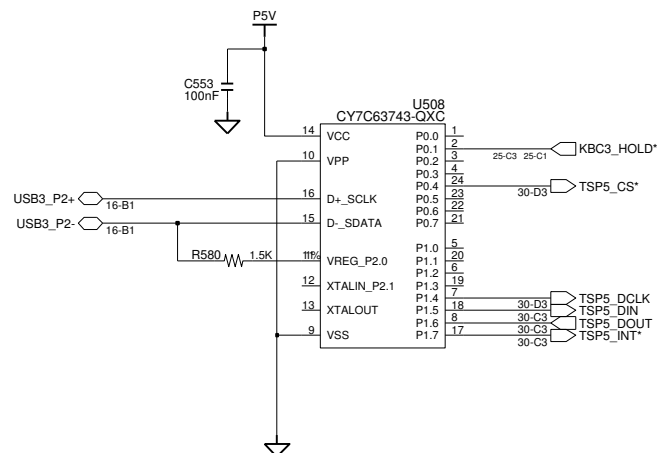 P5V
C553
100nF
U508
CY7C63743-QXC
14 VCC P0.0 1
P0.1 2 25-C3 25-C1 KBC3_HOLD*
10 VPP P0.2 3
P0.3 4
P0.4 24 30-D3 TSP5_CS*
USB3_P2+ 16-B1 16 D+_SCLK P0.5 23
P0.6 22
USB3_P2- 16-B1 15 D-_SDATA P0.7 21
P1.0 5
R580 1.5K 1% VREG_P2.0 P1.1 20
P1.2 6
12 XTALIN_P2.1 P1.3 19
P1.4 7 30-D3 TSP5_DCLK
13 XTALOUT P1.5 18 30-C3 TSP5_DIN
P1.6 8 30-C3 TSP5_DOUT
9 VSS P1.7 17 30-C3 TSP5_INT*